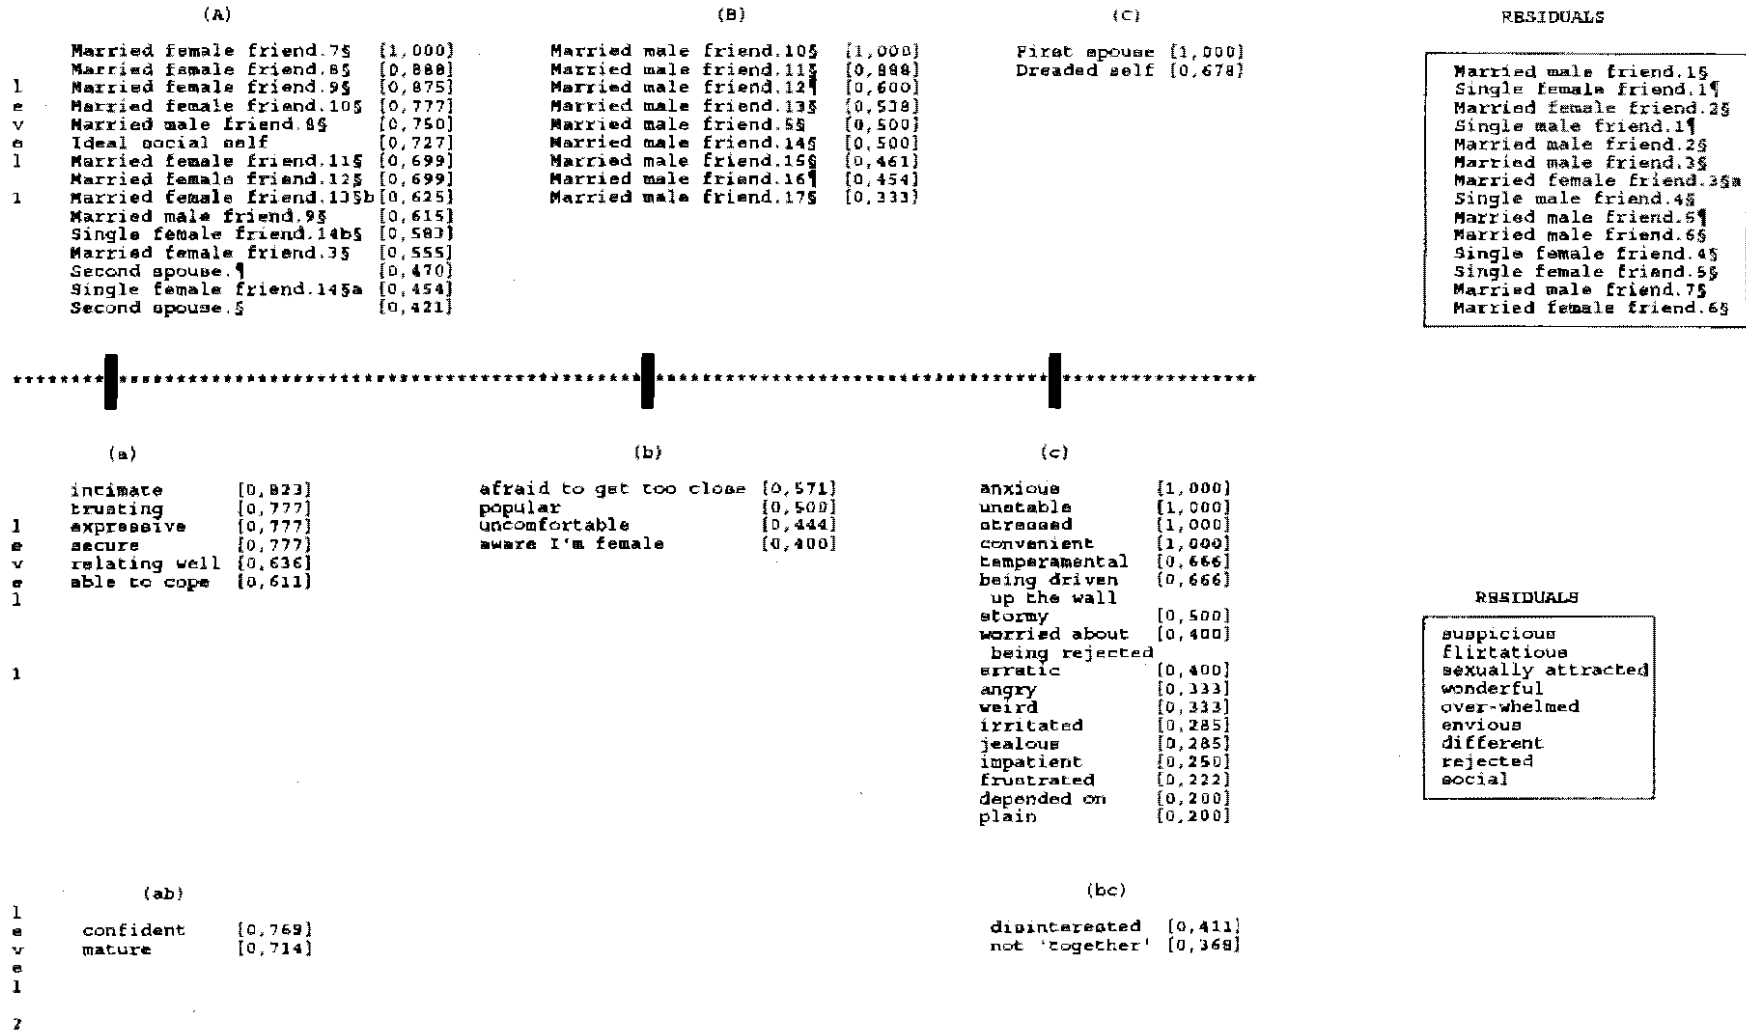 (A) (B) (C) RESIDUALS
Married female friend.7§ [1,000] Married male friend.10§ [1,000] First spouse [1,000]
Married female friend.8§ [0,888] Married male friend.11§ [0,888] Dreaded self [0,678] Married male friend.1§
l Married female friend.9§ [0,875] Married male friend.12¶ [0,600] Single female friend.1¶
e Married female friend.10§ [0,777] Married male friend.13§ [0,538] Married female friend.2§
v Married male friend.8§ [0,750] Married male friend.5§ [0,500] Single male friend.1¶
e Ideal social self [0,727] Married male friend.14§ [0,500] Married male friend.2§
l Married female friend.11§ [0,699] Married male friend.15§ [0,461] Married male friend.3§
Married female friend.12§ [0,699] Married male friend.16¶ [0,454] Married female friend.3§a
1 Married female friend.13§b[0,625] Married male friend.17§ [0,333] Single male friend.4§
Married male friend.9§ [0,615] Married male friend.5¶
Single female friend.14b§ [0,583] Married male friend.6§
Married female friend.3§ [0,555] Single female friend.4§
Second spouse.¶ [0,470] Single female friend.5§
Single female friend.14§a [0,454] Married male friend.7§
Second spouse.§ [0,421] Married female friend.6§
(a) (b) (c)
intimate [0,823] afraid to get too close [0,571] anxious [1,000]
trusting [0,777] popular [0,500] unstable [1,000]
l expressive [0,777] uncomfortable [0,444] stressed [1,000]
e secure [0,777] aware I'm female [0,400] convenient [1,000]
v relating well [0,636] temperamental [0,666]
e able to cope [0,611] being driven [0,666]
l up the wall RESIDUALS
stormy [0,500]
worried about [0,400] suspicious
being rejected flirtatious
1 erratic [0,400] sexually attracted
angry [0,333] wonderful
weird [0,333] over-whelmed
irritated [0,285] envious
jealous [0,285] different
impatient [0,250] rejected
frustrated [0,222] social
depended on [0,200]
plain [0,200]
(ab) (bc)
l
e confident [0,769] disinterested [0,411]
v mature [0,714] not 'together' [0,368]
e
l
2